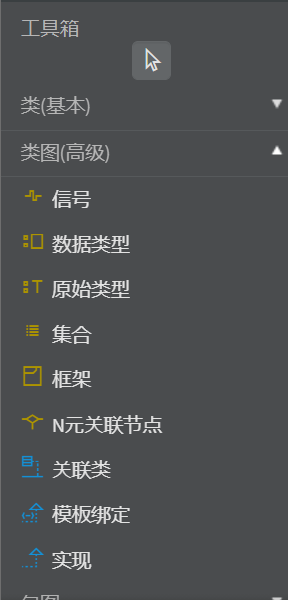 工具箱
类(基本)
类图(高级)
信号
数据类型
原始类型
集合
框架
N元关联节点
关联类
模板绑定
实现